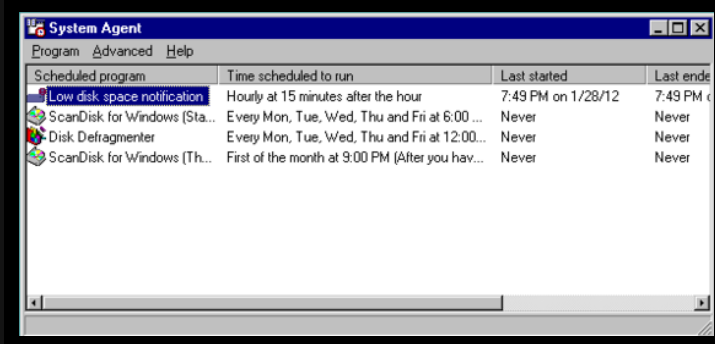 System Agent
Program Advanced Help
Scheduled program Time scheduled to run Last started Last ende
Low disk space notification Hourly at 15 minutes after the hour 7:49 PM on 1/28/12 7:49 PM
ScanDisk for Windows (Sta... Every Mon, Tue, Wed, Thu and Fri at 6:00 ... Never Never
Disk Defragmenter Every Mon, Tue, Wed, Thu and Fri at 12:00... Never Never
ScanDisk for Windows (Th... First of the month at 9:00 PM (After you hav... Never Never